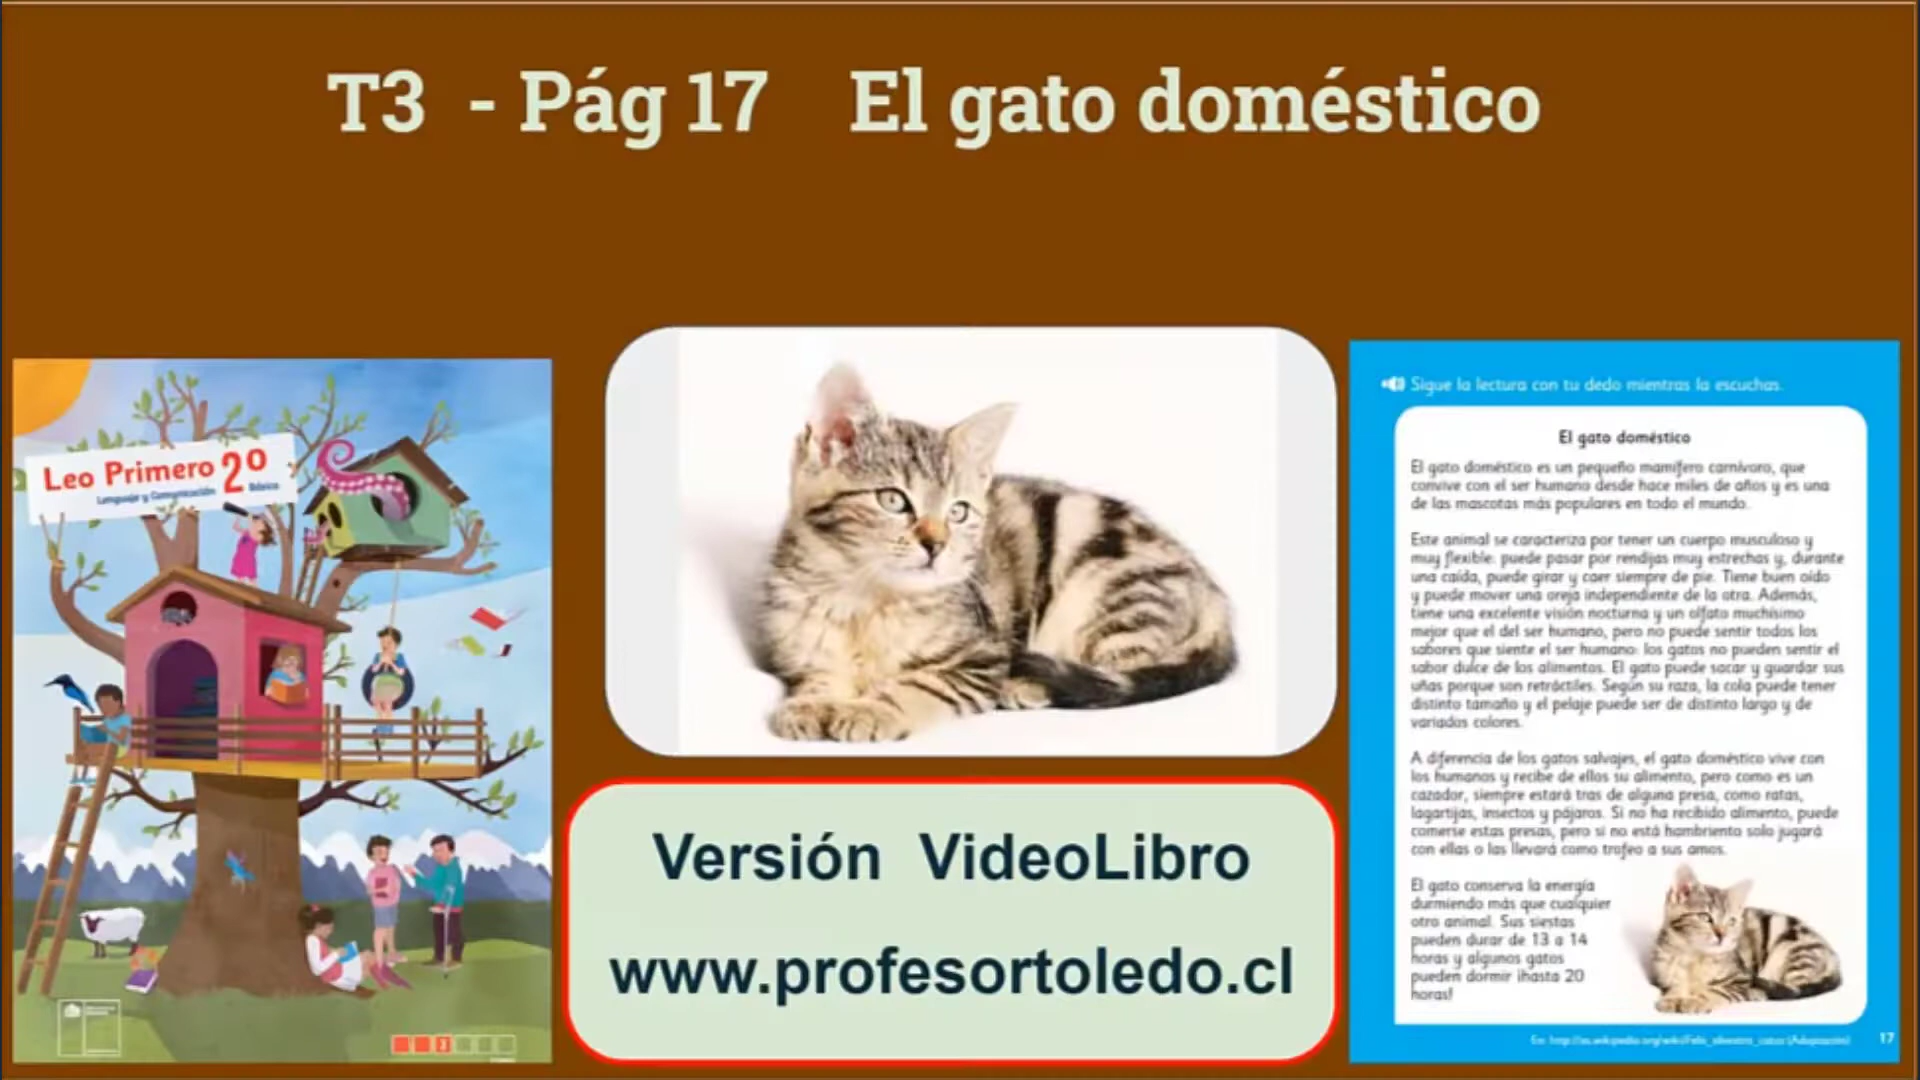 T3 - Pág 17 El gato doméstico
Leo Primero 2º
Lenguaje y Comunicación Básico
3
Versión VideoLibro
www.profesortoledo.cl
Sigue la lectura con tu dedo mientras la escuchas.
El gato doméstico
El gato doméstico es un pequeño mamífero carnívoro, que
convive con el ser humano desde hace miles de años y es una
de las mascotas más populares en todo el mundo.
Este animal se caracteriza por tener un cuerpo musculoso y
muy flexible: puede pasar por rendijas muy estrechas y, durante
una caída, puede girar y caer siempre de pie. Tiene buen oído
y puede mover una oreja independiente de la otra. Además,
tiene una excelente visión nocturna y un olfato muchísimo
mejor que el del ser humano, pero no puede sentir todos los
sabores que siente el ser humano: los gatos no pueden sentir el
sabor dulce de los alimentos. El gato puede sacar y guardar sus
uñas porque son retráctiles. Según su raza, la cola puede tener
distinto tamaño y el pelaje puede ser de distinto largo y de
variados colores.
A diferencia de los gatos salvajes, el gato doméstico vive con
los humanos y recibe de ellos su alimento, pero como es un
cazador, siempre estará tras de alguna presa, como ratas,
lagartijas, insectos y pájaros. Si no ha recibido alimento, puede
comerse estas presas, pero si no está hambriento solo jugará
con ellas o las llevará como trofeo a sus amos.
El gato conserva la energía
durmiendo más que cualquier
otro animal. Sus siestas
pueden durar de 13 a 14
horas y algunos gatos
pueden dormir ¡hasta 20
horas!
En: http://es.wikipedia.org/wiki/Felis_silvestris_catus (Adaptación)
17